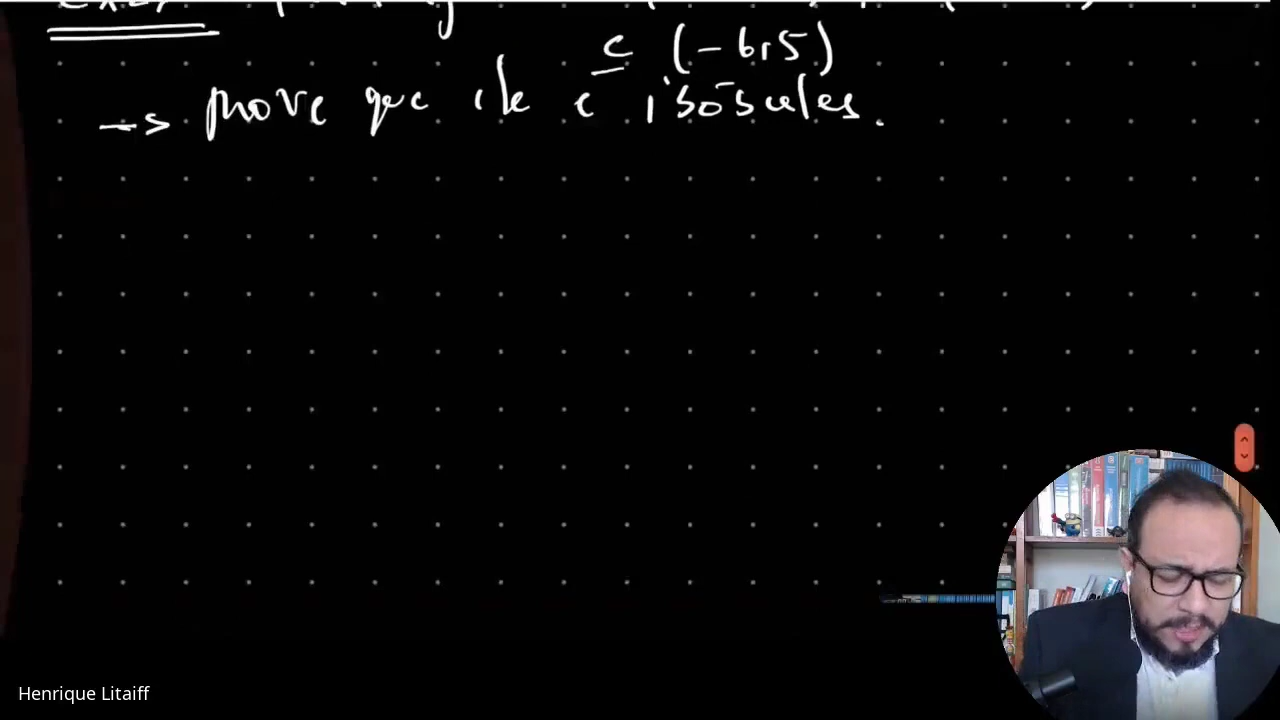 c (-6,5)
→ prove que ele é isósceles.
Henrique Litaiff